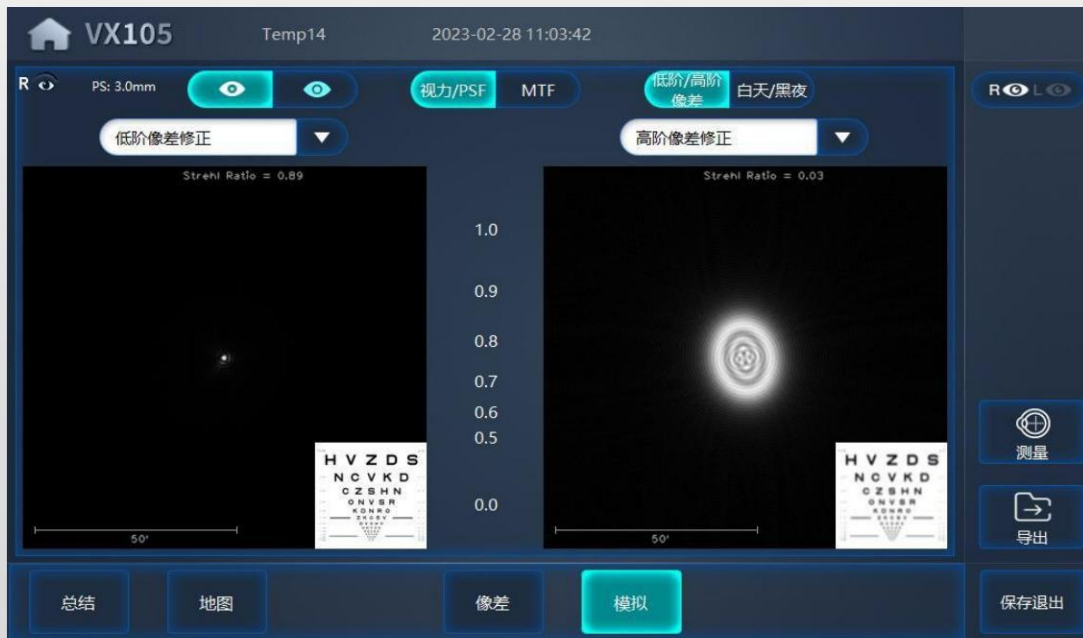 VX105
Temp14
2023-02-28 11:03:42
R
PS: 3.0mm
视力/PSF
MTF
低阶/高阶
像差
白天/黑夜
R
L
低阶像差修正
高阶像差修正
Strehl Ratio = 0.89
Strehl Ratio = 0.03
1.0
0.9
0.8
0.7
0.6
0.5
0.0
H V Z D S
N C V K D
C Z S H N
O N V S R
K D N R O
50'
H V Z D S
N C V K D
C Z S H N
O N V S R
K D N R O
50'
测量
导出
总结
地图
像差
模拟
保存退出